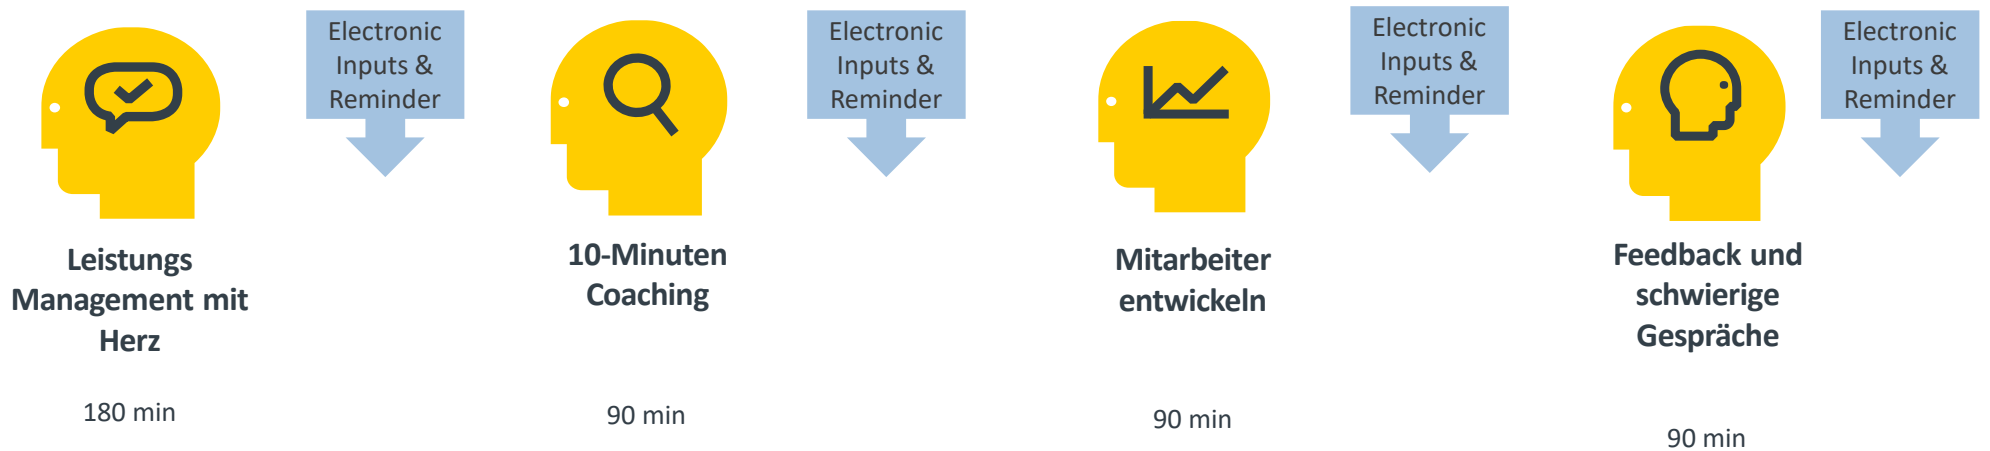 Electronic
Inputs &
Reminder
Electronic
Inputs &
Reminder
Electronic
Inputs &
Reminder
Electronic
Inputs &
Reminder
Leistungs
Management mit
Herz
180 min
10-Minuten
Coaching
90 min
Mitarbeiter
entwickeln
90 min
Feedback und
schwierige
Gespräche
90 min